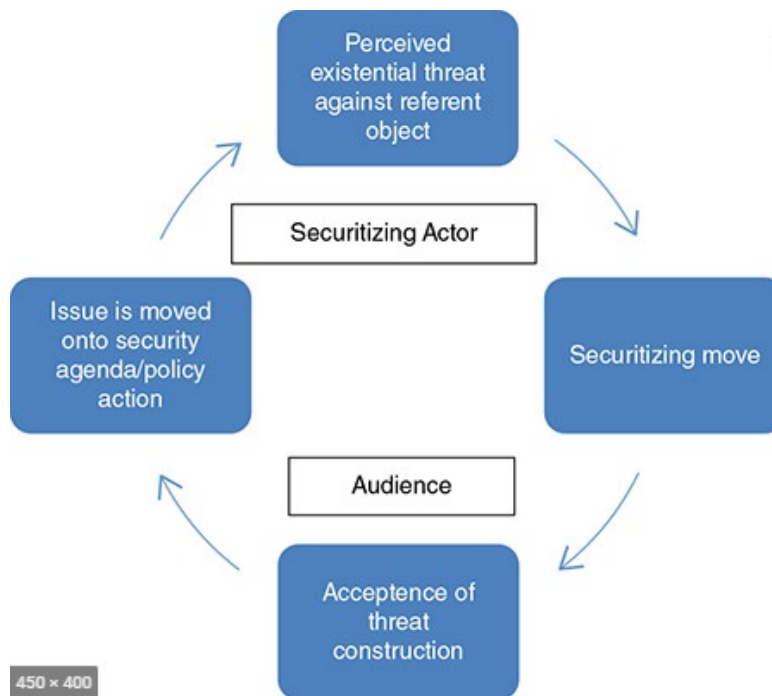 Perceived
existential threat
against referent
object
Securitizing Actor
Issue is moved
onto security
agenda/policy
action
Securitizing move
Audience
Acceptence of
threat
construction
450 × 400